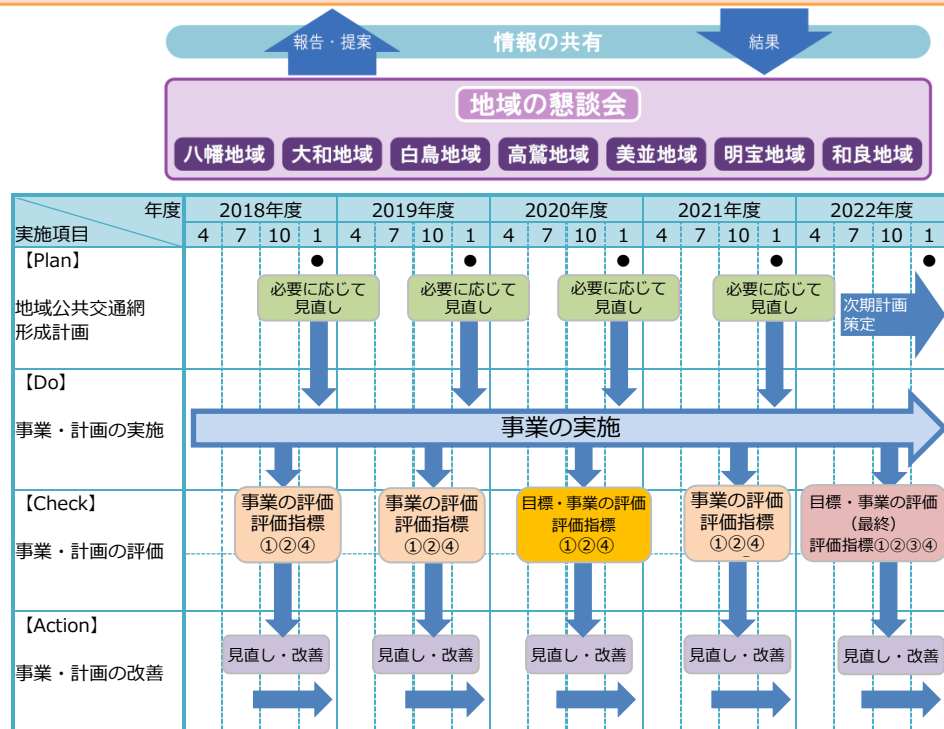 報告・提案
情報の共有
結果
地域の懇談会
八幡地域 大和地域 白鳥地域 高鷲地域 美並地域 明宝地域 和良地域
年度 2018年度 2019年度 2020年度 2021年度 2022年度
実施項目 4 7 10 1 4 7 10 1 4 7 10 1 4 7 10 1 4 7 10 1
【Plan】 ● ● ● ● ●
地域公共交通網
形成計画
必要に応じて
見直し
必要に応じて
見直し
必要に応じて
見直し
必要に応じて
見直し
次期計画
策定
【Do】
事業・計画の実施
事業の実施
【Check】
事業・計画の評価
事業の評価
評価指標
①②④
事業の評価
評価指標
①②④
目標・事業の評価
評価指標
①②④
事業の評価
評価指標
①②④
目標・事業の評価
(最終)
評価指標①②③④
【Action】
事業・計画の改善
見直し・改善
見直し・改善
見直し・改善
見直し・改善
見直し・改善